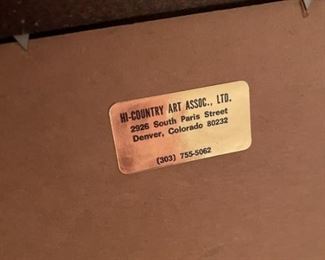 HI-COUNTRY ART ASSOC., LTD.
2926 South Paris Street
Denver, Colorado 80232
(303) 755-5062